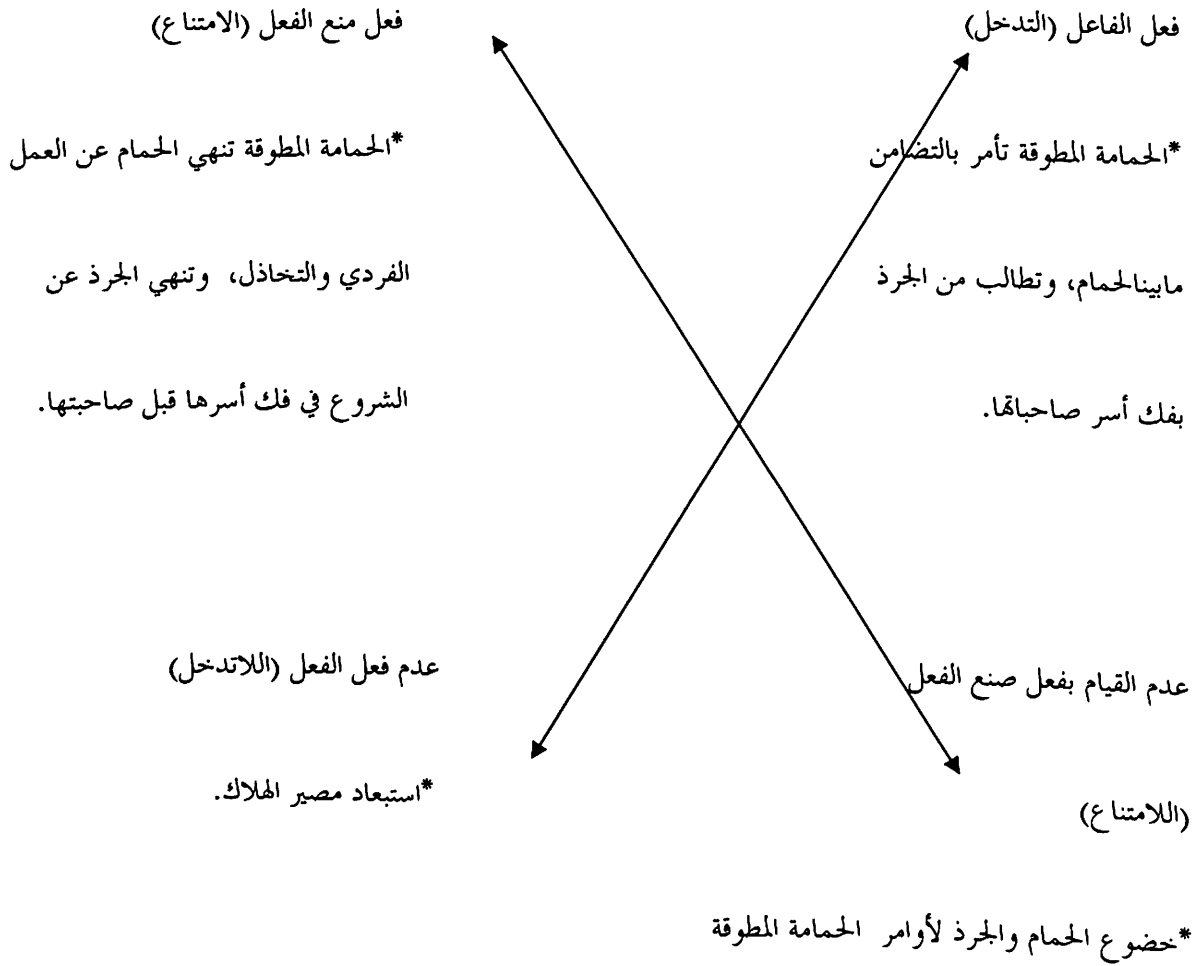 فعل الفاعل (التدخل)
*الحمامة المطوقة تأمر بالتضامن
مابينالحمام، وتطالب من الجرذ
بفك أسر صاحباتها.
فعل منع الفعل (الامتناع)
*الحمامة المطوقة تنهي الحمام عن العمل
الفردي والتخاذل، وتنهي الجرذ عن
الشروع في فك أسرها قبل صاحبتها.
عدم القيام بفعل صنع الفعل
(اللامتناع)
*خضوع الحمام والجرذ لأوامر الحمامة المطوقة
عدم فعل الفعل (اللاتدخل)
*استبعاد مصير الهلاك.